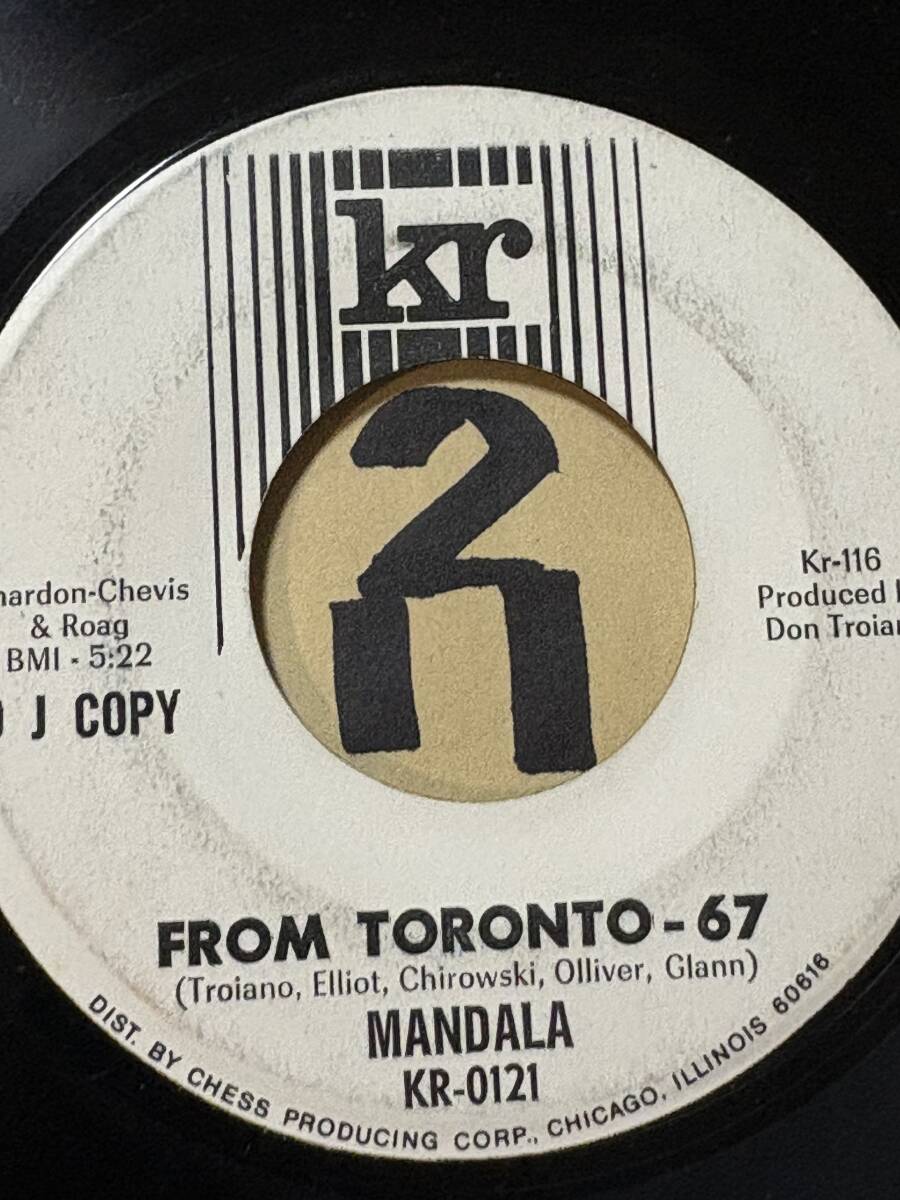 kr
2
hardon-Chevis
& Roag
BMI - 5:22
J COPY
Kr-116
Produced
Don Troian
FROM TORONTO - 67
(Troiano, Elliot, Chirowski, Olliver, Glann)
MANDALA
KR-0121
DIST. BY CHESS PRODUCING CORP., CHICAGO, ILLINOIS 60616